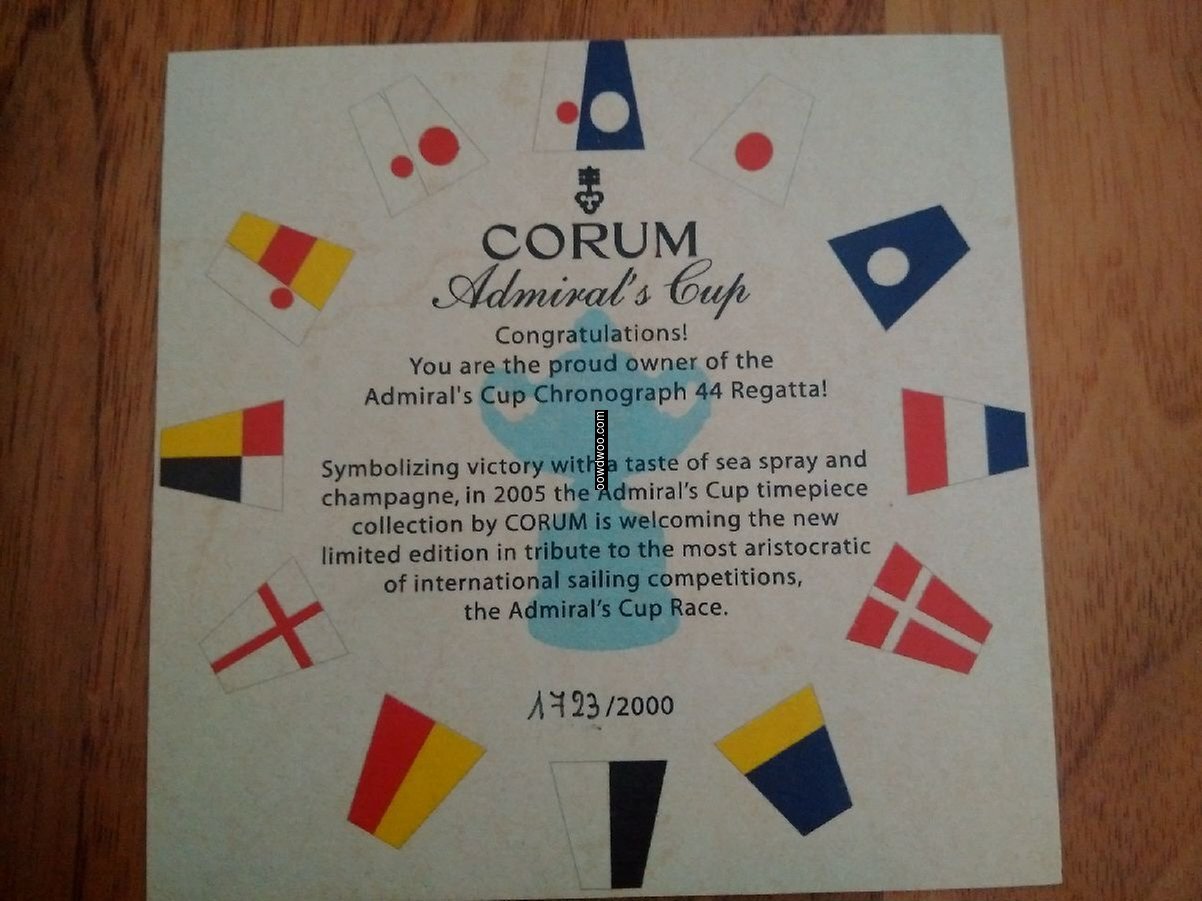 CORUM
Admiral's Cup
Congratulations!
You are the proud owner of the
Admiral's Cup Chronograph 44 Regatta!
Symbolizing victory with a taste of sea spray and
champagne, in 2005 the Admiral's Cup timepiece
collection by CORUM is welcoming the new
limited edition in tribute to the most aristocratic
of international sailing competitions,
the Admiral's Cup Race.
1723/2000
oowdwoo.com